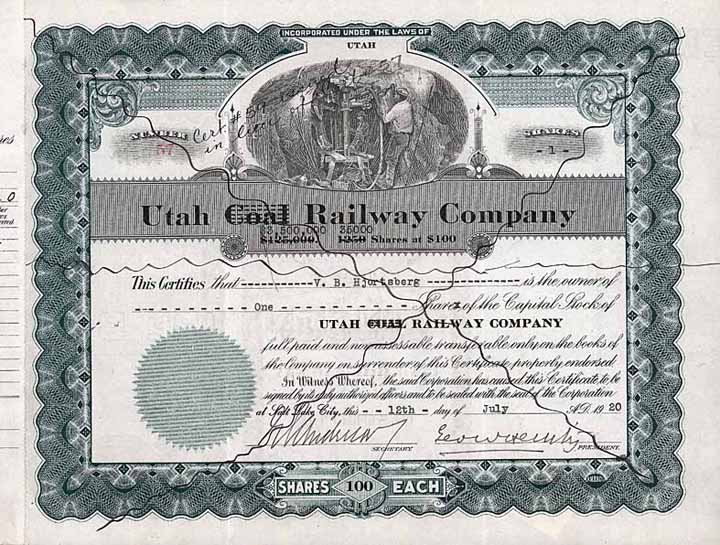 INCORPORATED UNDER THE LAWS OF
UTAH
Cert. #
in
NUMBER
57
SHARES
- 1 -
Utah Coal Railway Company
$3,500,000 35000
$125,000. 1250 Shares at $100
This Certifies that ----------V. B. Hjortsberg---------- is the owner of
- - - - - - - - One - - - - - - - - Shares of the Capital Stock of
UTAH COAL RAILWAY COMPANY
full paid and non assessable, transferable only on the books of
the Company on surrender of this Certificate properly endorsed.
In Witness Whereof, the said Corporation has caused this Certificate to be
signed by its duly authorized officers and to be sealed with the seal of the Corporation
at Salt Lake City, this - - 12th - day of July A.D. 1920
SECRETARY
PRESIDENT.
SHARES 100 EACH